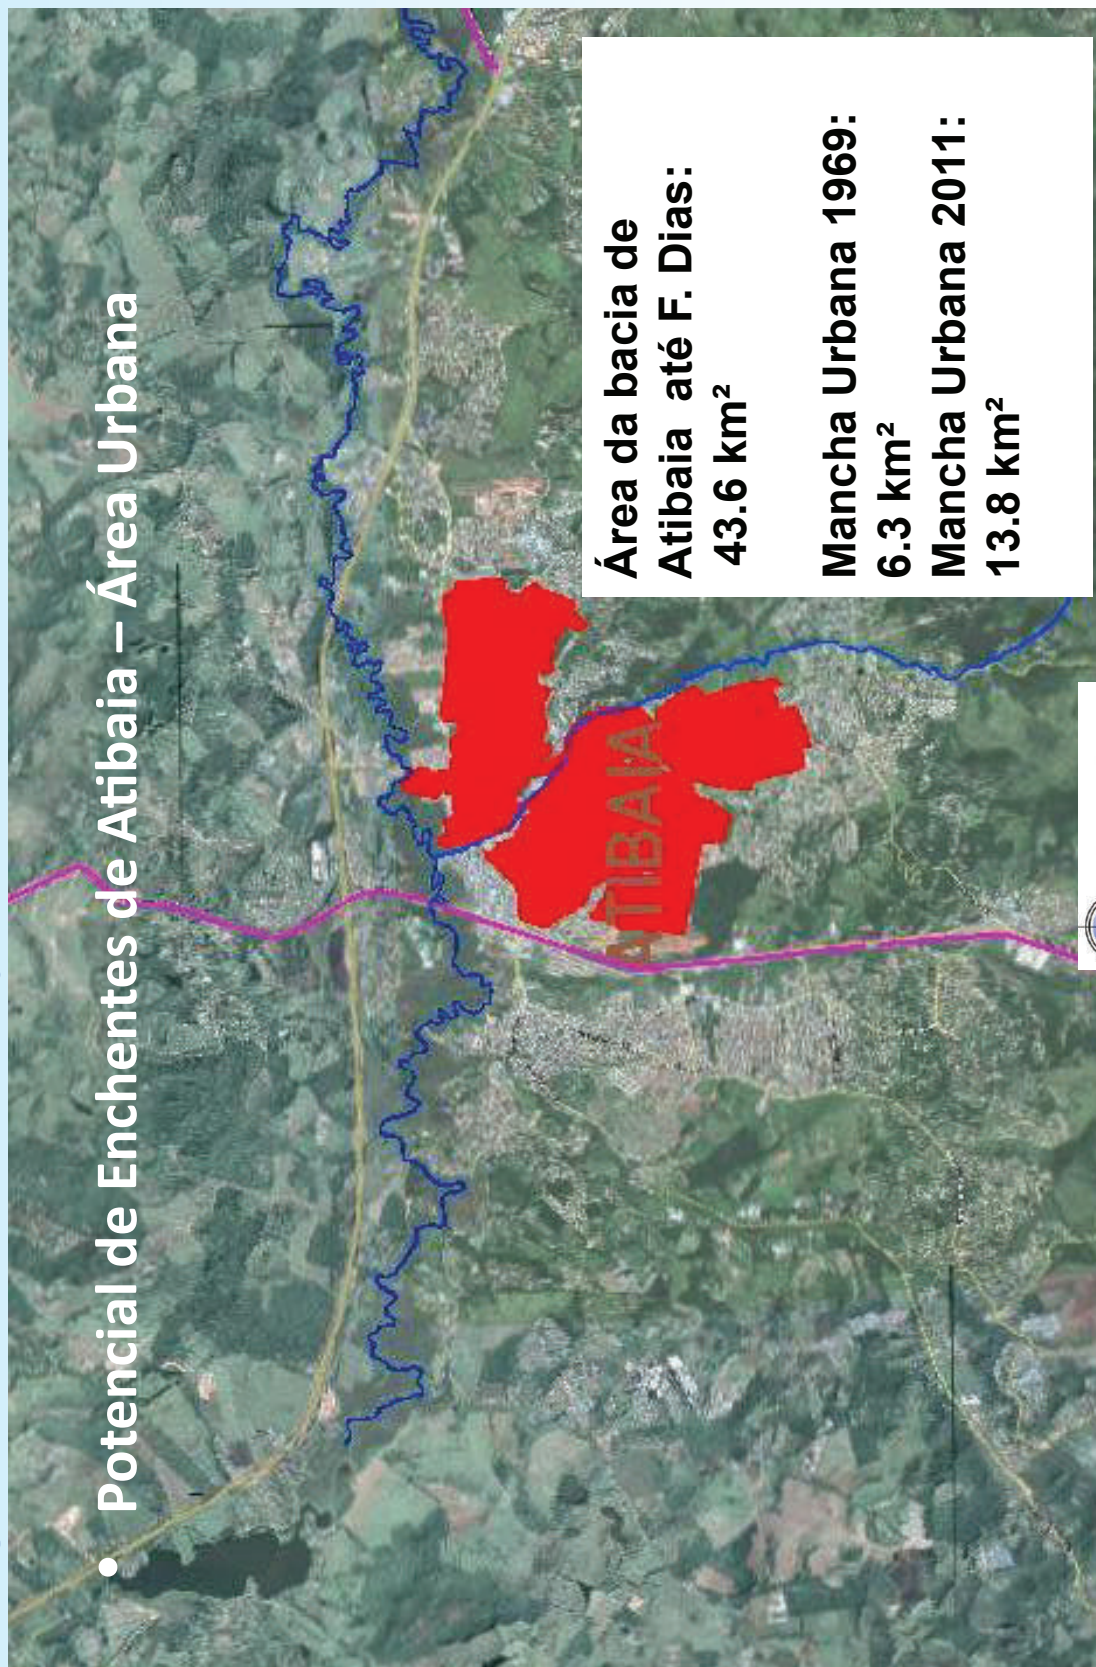 • Potencial de Enchentes de Atibaia – Área Urbana
Área da bacia de
Atibaia até F. Dias:
43.6 km²
Mancha Urbana 1969:
6.3 km²
Mancha Urbana 2011:
13.8 km²
ATIBAIA